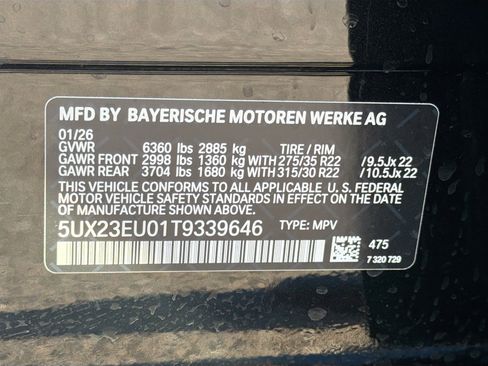 MFD BY BAYERISCHE MOTOREN WERKE AG
01/26
GVWR 6360 lbs 2885 kg TIRE / RIM
GAWR FRONT 2998 lbs 1360 kg WITH 275/35 R22 /9.5Jx 22
GAWR REAR 3704 lbs 1680 kg WITH 315/30 R22 /10.5Jx 22
THIS VEHICLE CONFORMS TO ALL APPLICABLE U.S. FEDERAL
MOTOR VEHICLE SAFETY STANDARDS IN EFFECT
ON THE DATE OF MANUFACTURE SHOWN ABOVE.
5UX23EU01T9339646 TYPE: MPV
475
7 320 729